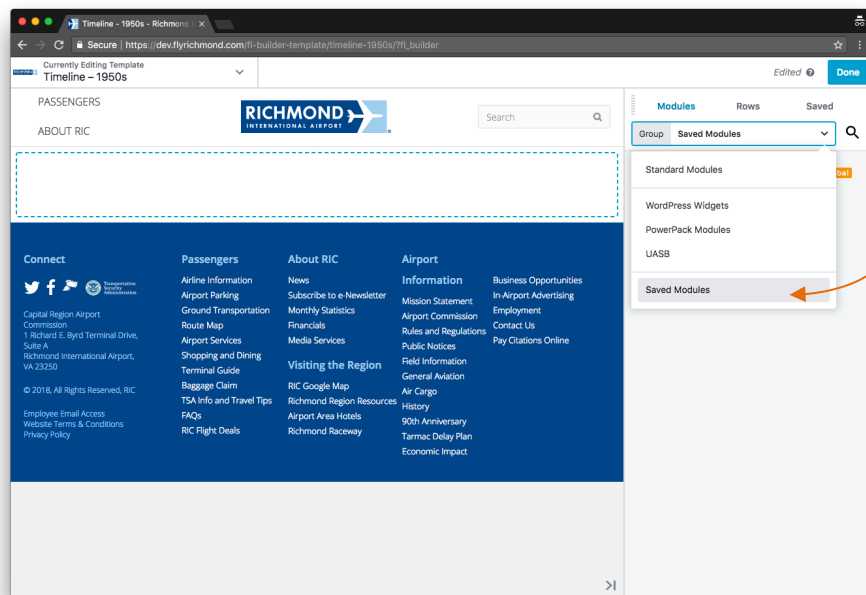 Timeline - 1950s - Richmond
Secure | https://dev.flyrichmond.com/fl-builder-template/timeline-1950s/?fl_builder
Currently Editing Template
Timeline – 1950s
Edited
Done
PASSENGERS
ABOUT RIC
RICHMOND
INTERNATIONAL AIRPORT
Search
Modules Rows Saved
Group Saved Modules
Standard Modules
WordPress Widgets
PowerPack Modules
UASB
Saved Modules
Connect
Transportation
Security
Administration
Capital Region Airport
Commission
1 Richard E. Byrd Terminal Drive,
Suite A
Richmond International Airport,
VA 23250
© 2018, All Rights Reserved, RIC
Employee Email Access
Website Terms & Conditions
Privacy Policy
Passengers
Airline Information
Airport Parking
Ground Transportation
Route Map
Airport Services
Shopping and Dining
Terminal Guide
Baggage Claim
TSA Info and Travel Tips
FAQs
RIC Flight Deals
About RIC
News
Subscribe to e-Newsletter
Monthly Statistics
Financials
Media Services
Visiting the Region
RIC Google Map
Richmond Region Resources
Airport Area Hotels
Richmond Raceway
Airport
Information
Mission Statement
Airport Commission
Rules and Regulations
Public Notices
Field Information
General Aviation
Air Cargo
History
90th Anniversary
Tarmac Delay Plan
Economic Impact
Business Opportunities
In-Airport Advertising
Employment
Contact Us
Pay Citations Online